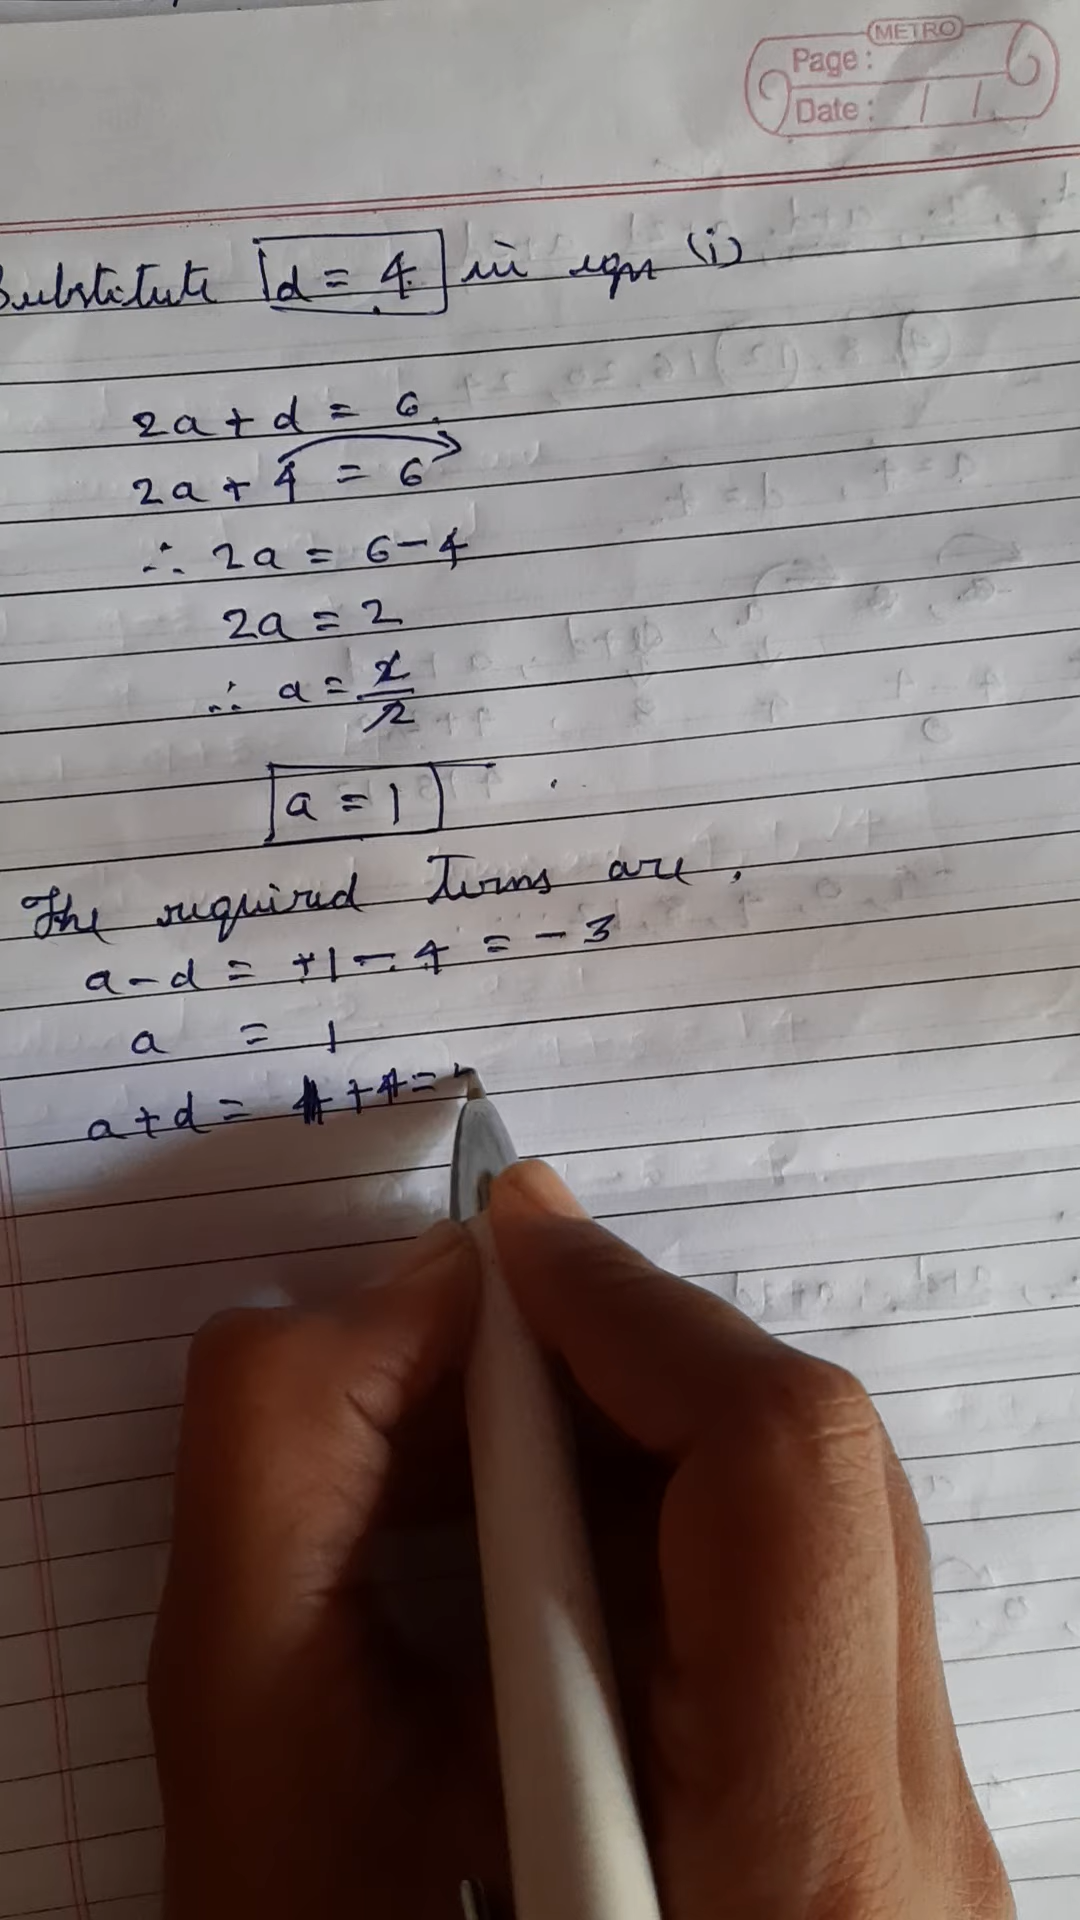 METRO
Page :
Date : / /
Substitute d = 4 in eqn (i)
2a + d = 6
2a + 4 = 6
∴ 2a = 6 - 4
2a = 2
∴ a = 2/2
a = 1
The required terms are,
a - d = +1 - 4 = -3
a = 1
a + d = 1 + 4 =